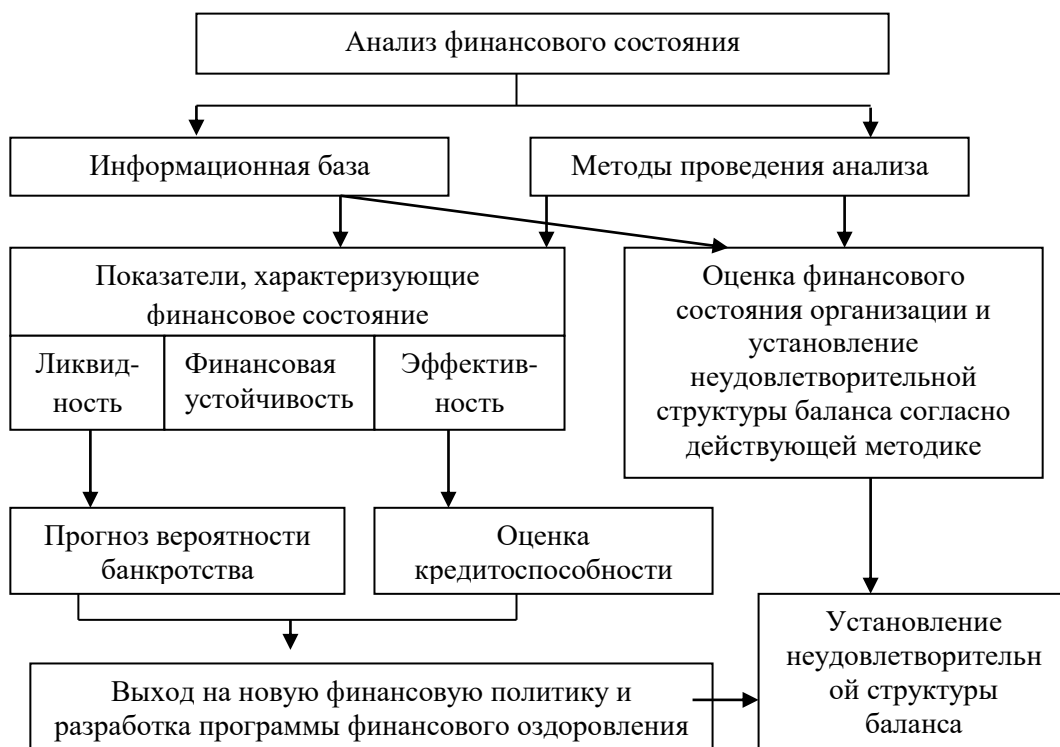 Анализ финансового состояния
Информационная база
Методы проведения анализа
Показатели, характеризующие
финансовое состояние
Ликвид-
ность
Финансовая
устойчивость
Эффектив-
ность
Оценка финансового
состояния организации и
установление
неудовлетворительной
структуры баланса согласно
действующей методике
Прогноз вероятности
банкротства
Оценка
кредитоспособности
Выход на новую финансовую политику и
разработка программы финансового оздоровления
Установление
неудовлетворительн
ой структуры
баланса